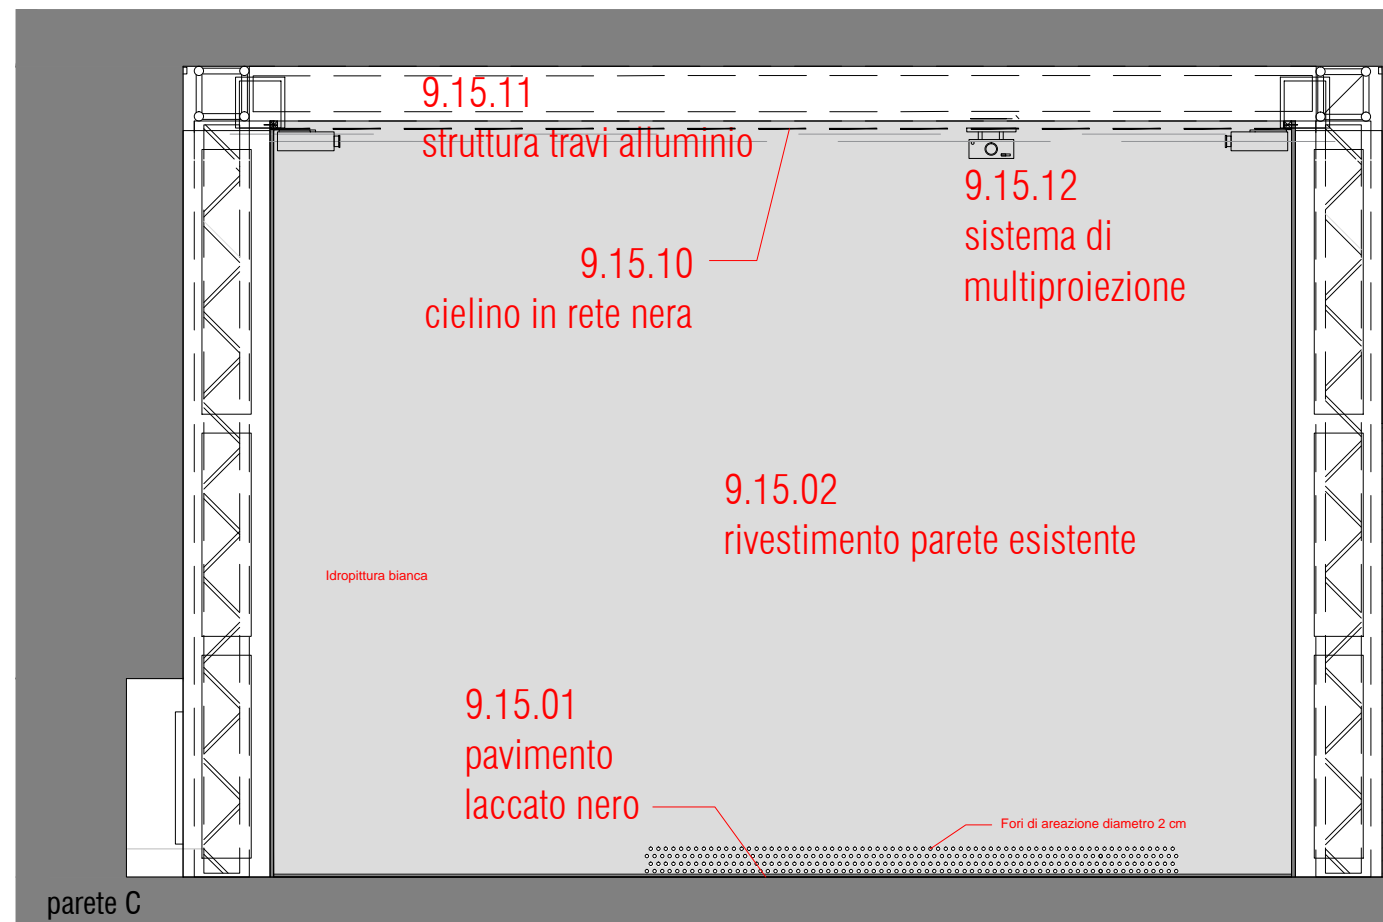 9.15.11
struttura travi alluminio
9.15.12
sistema di
multiproiezione
9.15.10
cielino in rete nera
9.15.02
rivestimento parete esistente
Idropittura bianca
9.15.01
pavimento
laccato nero
Fori di areazione diametro 2 cm
parete C